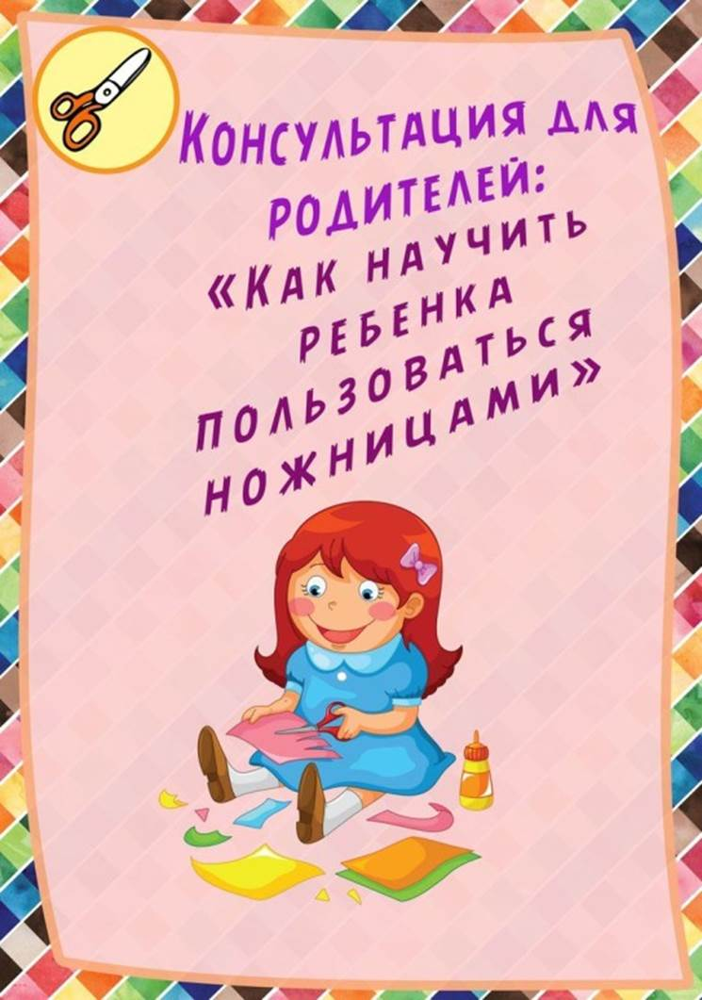 Консультация для
родителей:
«Как научить
ребенка
пользоваться
ножницами»